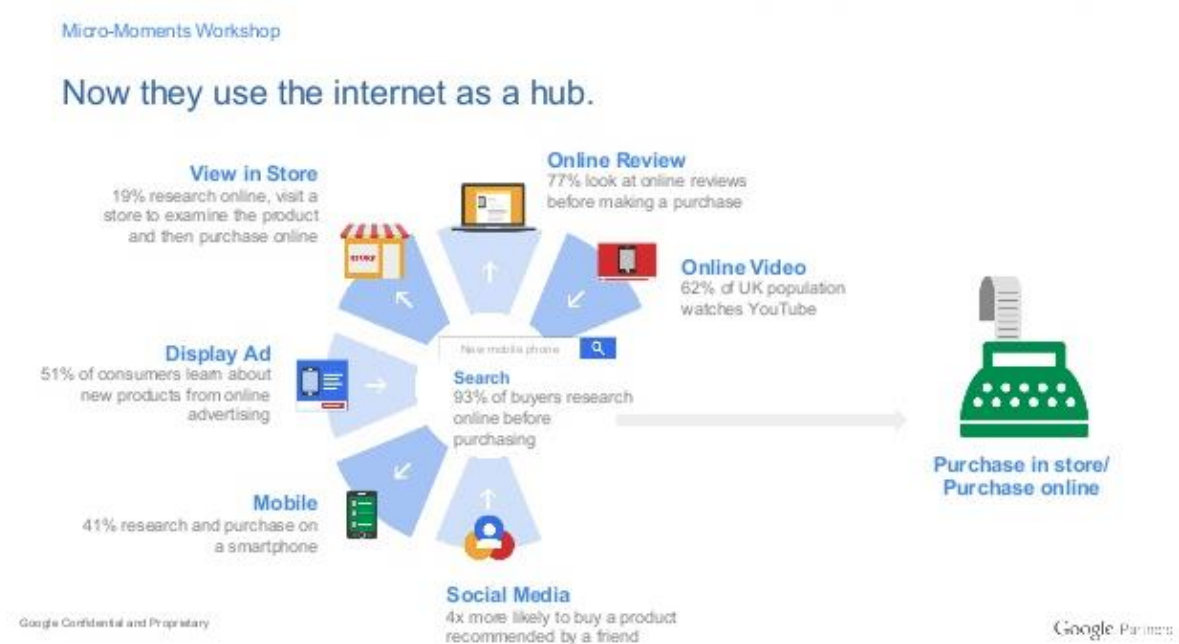 Micro-Moments Workshop
Now they use the internet as a hub.
View in Store
19% research online, visit a
store to examine the product
and then purchase online
Online Review
77% look at online reviews
before making a purchase
STORE
Online Video
62% of UK population
watches YouTube
Display Ad
51% of consumers learn about
new products from online
advertising
New mobile phone
Search
93% of buyers research
online before
purchasing
Purchase in store/
Purchase online
Mobile
41% research and purchase on
a smartphone
Social Media
4x more likely to buy a product
recommended by a friend
Google Confidential and Proprietary
Google Partners